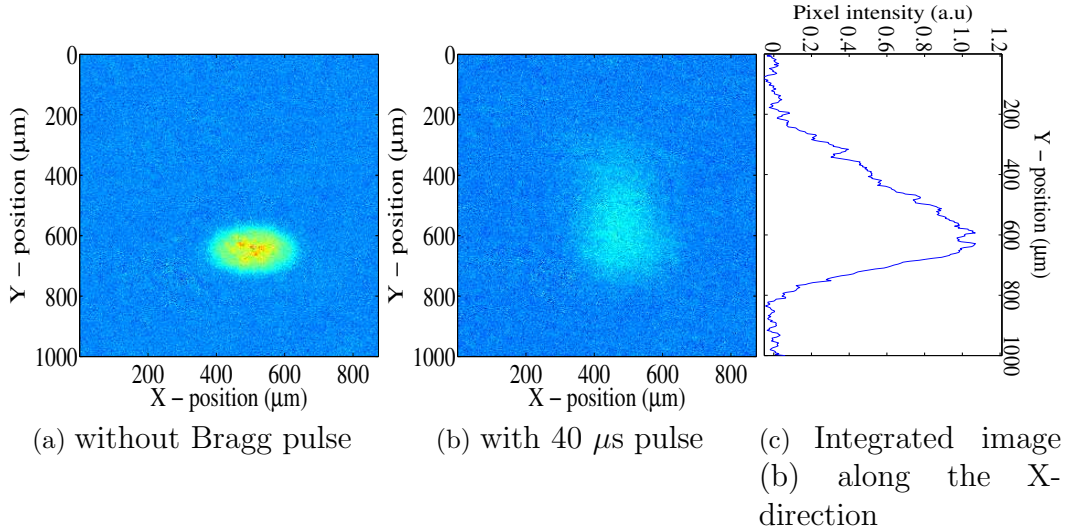 Pixel intensity (a.u)
0 0.2 0.4 0.6 0.8 1.0 1.2
0
200
400
600
800
1000
Y – position (μm)
200 400 600 800
X – position (μm)
0
200
400
600
800
1000
Y – position (μm)
200 400 600 800
X – position (μm)
200
400
600
800
1000
Y – position (μm)
(a) without Bragg pulse
(b) with 40 μs pulse
(c) Integrated image
(b) along the X-
direction